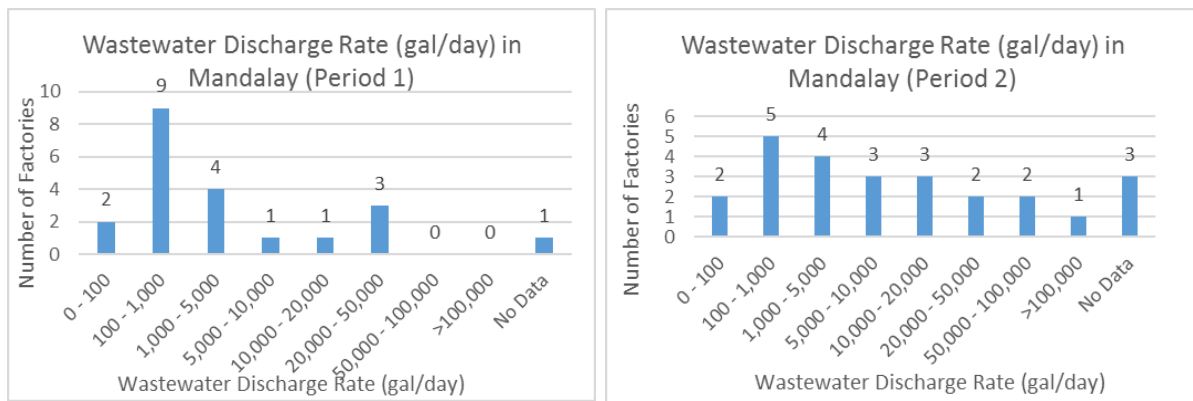 Wastewater Discharge Rate (gal/day) in
Mandalay (Period 1)
Number of Factories
10
8
6
4
2
0
2
9
4
1
1
3
0
0
1
0 - 100
100 - 1,000
1,000 - 5,000
5,000 - 10,000
10,000 - 20,000
20,000 - 50,000
50,000 - 100,000
>100,000
No Data
Wastewater Discharge Rate (gal/day)
Wastewater Discharge Rate (gal/day) in
Mandalay (Period 2)
Number of Factories
6
5
4
3
2
1
0
2
5
4
3
3
2
2
1
3
0 - 100
100 - 1,000
1,000 - 5,000
5,000 - 10,000
10,000 - 20,000
20,000 - 50,000
50,000 - 100,000
>100,000
No Data
Wastewater Discharge Rate (gal/day)